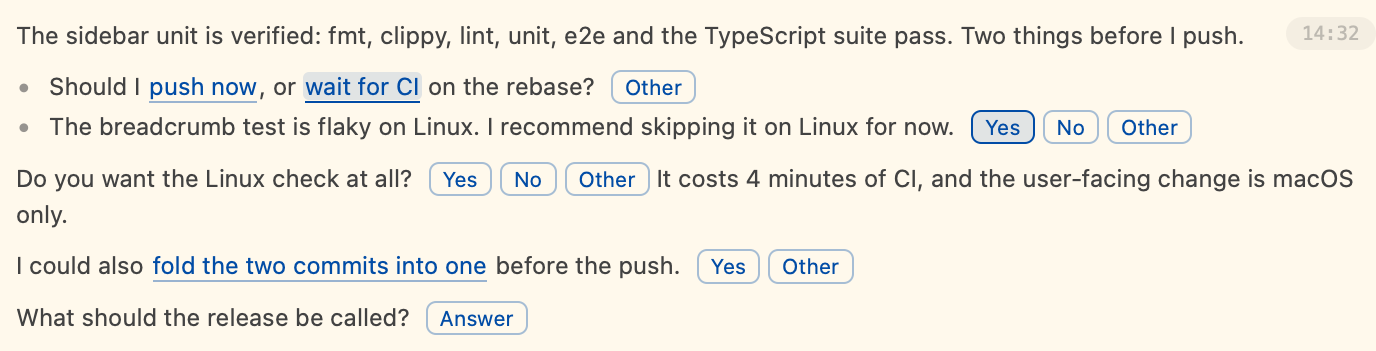 The sidebar unit is verified: fmt, clippy, lint, unit, e2e and the TypeScript suite pass. Two things before I push. 14:32
• Should I push now, or wait for CI on the rebase? Other
• The breadcrumb test is flaky on Linux. I recommend skipping it on Linux for now. Yes No Other
Do you want the Linux check at all? Yes No Other It costs 4 minutes of CI, and the user-facing change is macOS
only.
I could also fold the two commits into one before the push. Yes Other
What should the release be called? Answer